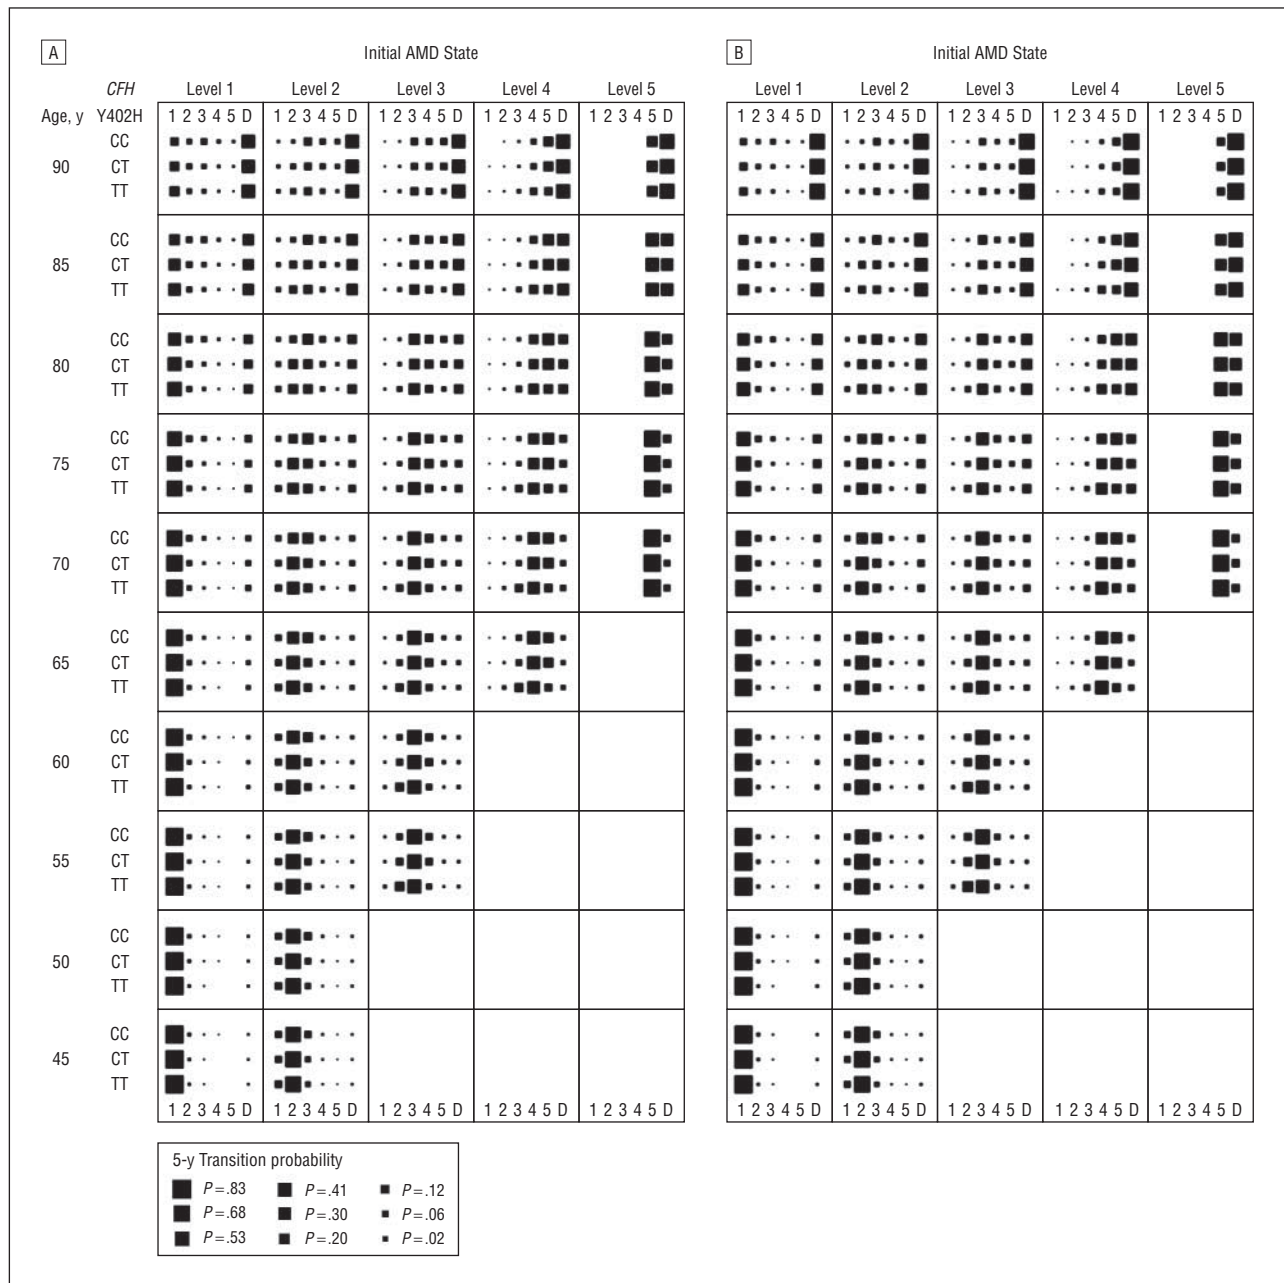 A Initial AMD State B Initial AMD State
CFH Level 1 Level 2 Level 3 Level 4 Level 5 Level 1 Level 2 Level 3 Level 4 Level 5
Age, y Y402H 1 2 3 4 5 D 1 2 3 4 5 D 1 2 3 4 5 D 1 2 3 4 5 D 1 2 3 4 5 D 1 2 3 4 5 D 1 2 3 4 5 D 1 2 3 4 5 D 1 2 3 4 5 D 1 2 3 4 5 D
CC
90 CT
TT
CC
85 CT
TT
CC
80 CT
TT
CC
75 CT
TT
CC
70 CT
TT
CC
65 CT
TT
CC
60 CT
TT
CC
55 CT
TT
CC
50 CT
TT
CC
45 CT
TT
1 2 3 4 5 D 1 2 3 4 5 D 1 2 3 4 5 D 1 2 3 4 5 D 1 2 3 4 5 D 1 2 3 4 5 D 1 2 3 4 5 D 1 2 3 4 5 D 1 2 3 4 5 D 1 2 3 4 5 D
5-y Transition probability
P=.83 P=.41 P=.12
P=.68 P=.30 P=.06
P=.53 P=.20 P=.02